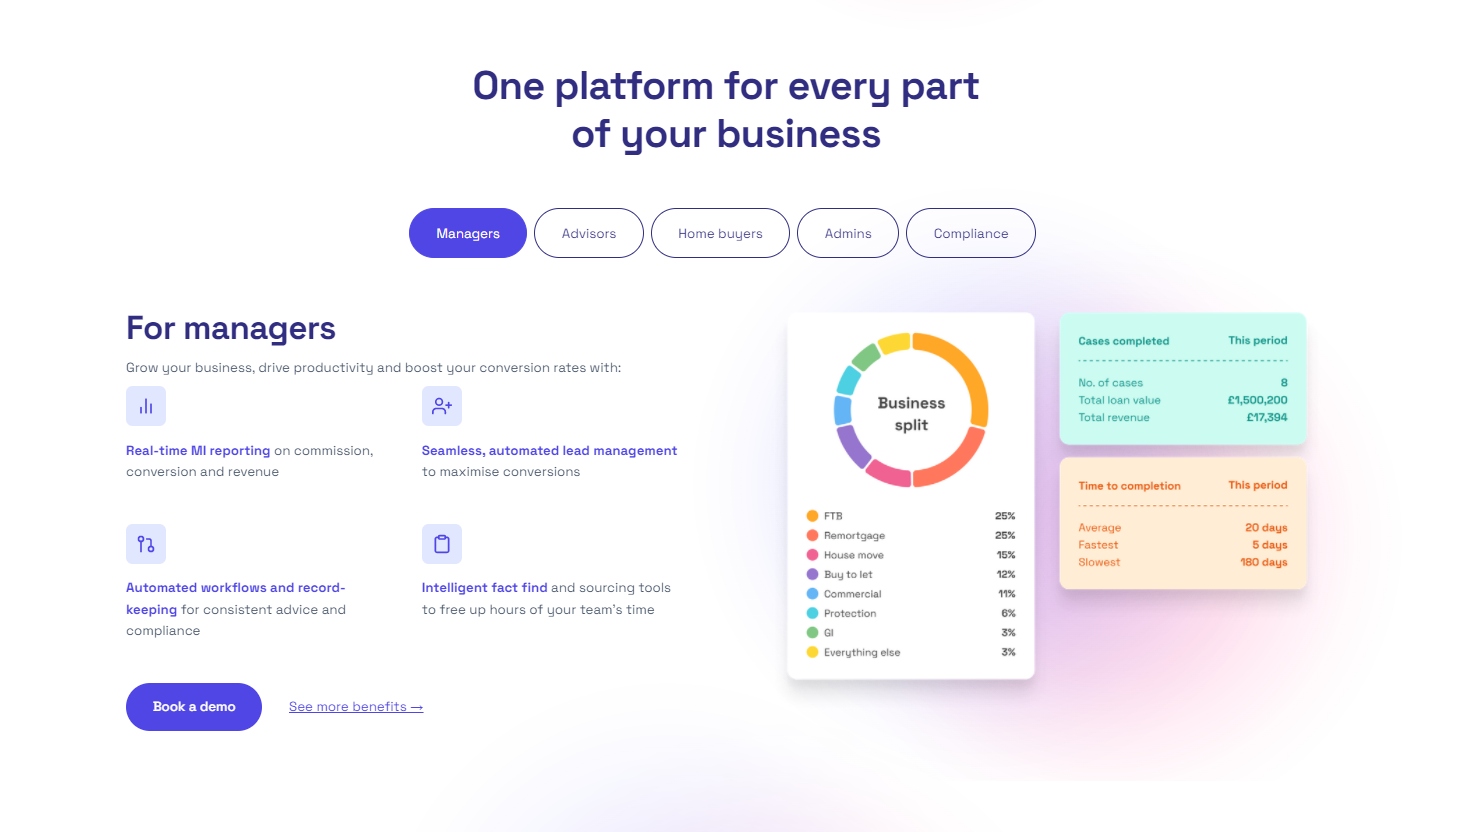 One platform for every part
of your business
Managers
Advisors
Home buyers
Admins
Compliance
For managers
Grow your business, drive productivity and boost your conversion rates with:
Real-time MI reporting on commission,
conversion and revenue
Seamless, automated lead management
to maximise conversions
Automated workflows and record-
keeping for consistent advice and
compliance
Intelligent fact find and sourcing tools
to free up hours of your team's time
Book a demo
See more benefits →
Business
split
FTB 25%
Remortgage 25%
House move 15%
Buy to let 12%
Commercial 11%
Protection 6%
GI 3%
Everything else 3%
Cases completed This period
No. of cases 8
Total loan value £1,500,200
Total revenue £17,394
Time to completion This period
Average 20 days
Fastest 5 days
Slowest 180 days